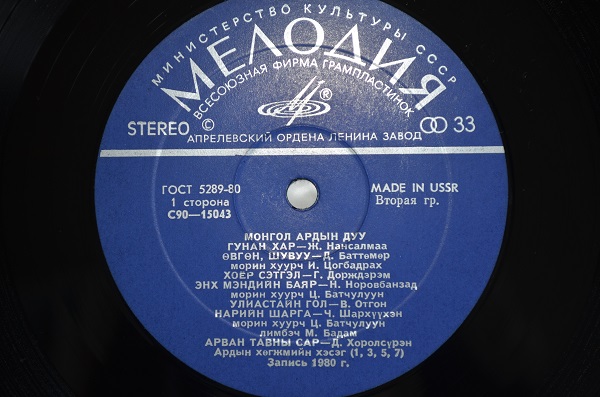 МИНИСТЕРСТВО КУЛЬТУРЫ СССР
МЕЛОДИЯ
ВСЕСОЮЗНАЯ ФИРМА ГРАМПЛАСТИНОК
®
STEREO © 33
АПРЕЛЕВСКИЙ ОРДЕНА ЛЕНИНА ЗАВОД
ГОСТ 5289-80 MADE IN USSR
1 сторона Вторая гр.
С90—15043
МОНГОЛ АРДЫН ДУУ
ГУНАН ХАР—Ж. Нансалмаа
ӨВГӨН, ШУВУУ—Д. Баттөмөр
морин хуурч И. Цогбадрах
ХОЁР СЭТГЭЛ—Г. Дорждэрэм
ЭНХ МЭНДИЙН БАЯР—Н. Норовбанзад
морин хуурч Ц. Батчулуун
УЛИАСТАЙН ГОЛ—В. Отгон
НАРИЙН ШАРГА—Ч. Шархүүхэн
морин хуурч Ц. Батчулуун
лимбэч М. Бадам
АРВАН ТАВНЫ САР—Д. Хоролсүрэн
Ардын хөгжмийн хэсэг (1, 3, 5, 7)
Запись 1980 г.